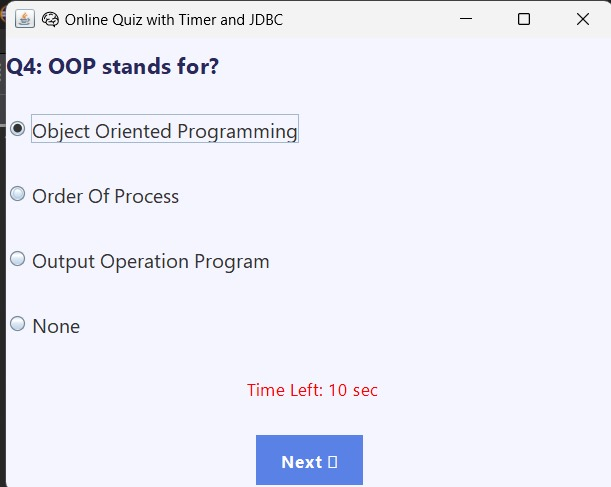 Online Quiz with Timer and JDBC
Q4: OOP stands for?
Object Oriented Programming
Order Of Process
Output Operation Program
None
Time Left: 10 sec
Next